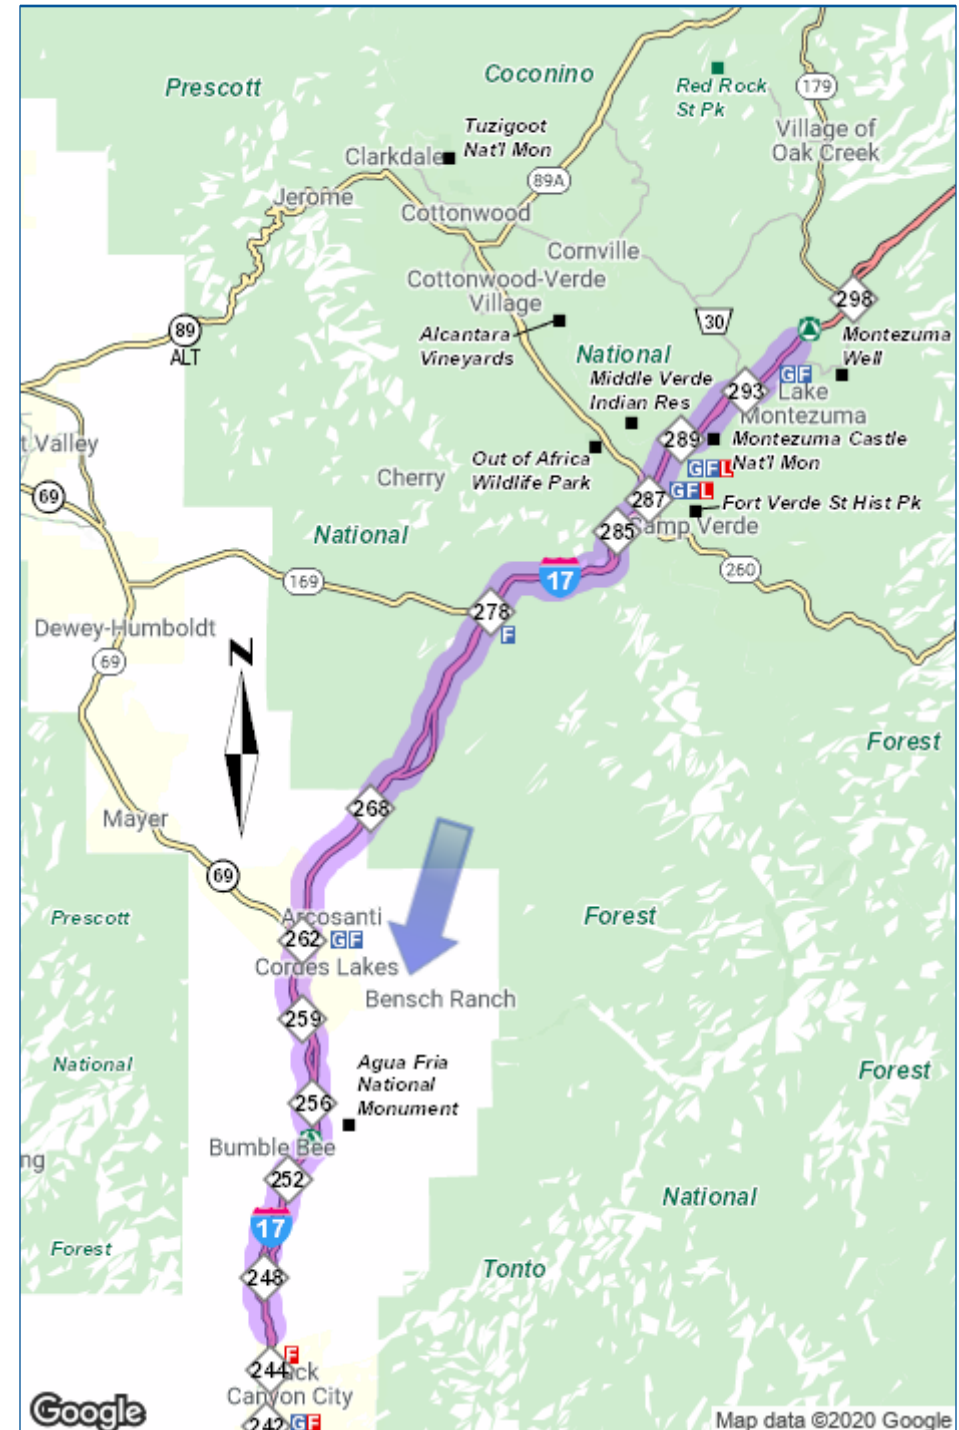 Prescott
Coconino
Red Rock
St Pk
179
Village of
Oak Creek
Tuzigoot
Nat'l Mon
Clarkdale
89A
Jerome
Cottonwood
Cornville
Cottonwood-Verde
Village
298
30
89
ALT
Alcantara
Vineyards
National
Montezuma
Well
Middle Verde
Indian Res
293
G F
Lake
Montezuma
t Valley
289
Montezuma Castle
Nat'l Mon
Out of Africa
Wildlife Park
G F L
Cherry
69
287
G F L
Fort Verde St Hist Pk
285
Camp Verde
National
17
260
169
278
F
Dewey-Humboldt
69
N
Forest
268
Mayer
69
Prescott
Arcosanti
Forest
262
G F
Cordes Lakes
Bensch Ranch
259
National
Agua Fria
National
Monument
Forest
256
Bumble Bee
ng
252
National
17
Forest
248
Tonto
F
244
ck
Canyon City
242
G F
Google
Map data ©2020 Google